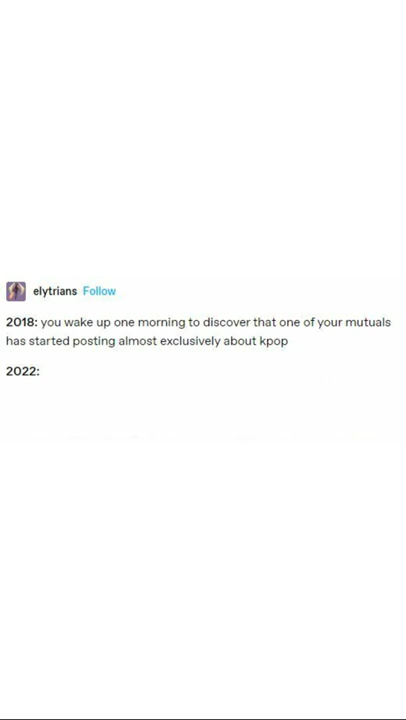 elytrians Follow
2018: you wake up one morning to discover that one of your mutuals
has started posting almost exclusively about kpop
2022: